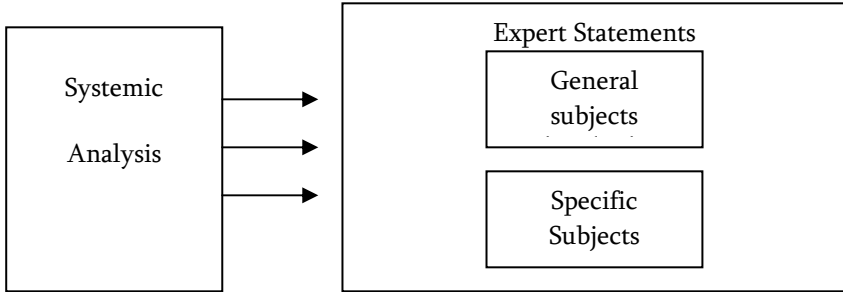 Systemic
Analysis
Expert Statements
General
subjects
Specific
Subjects